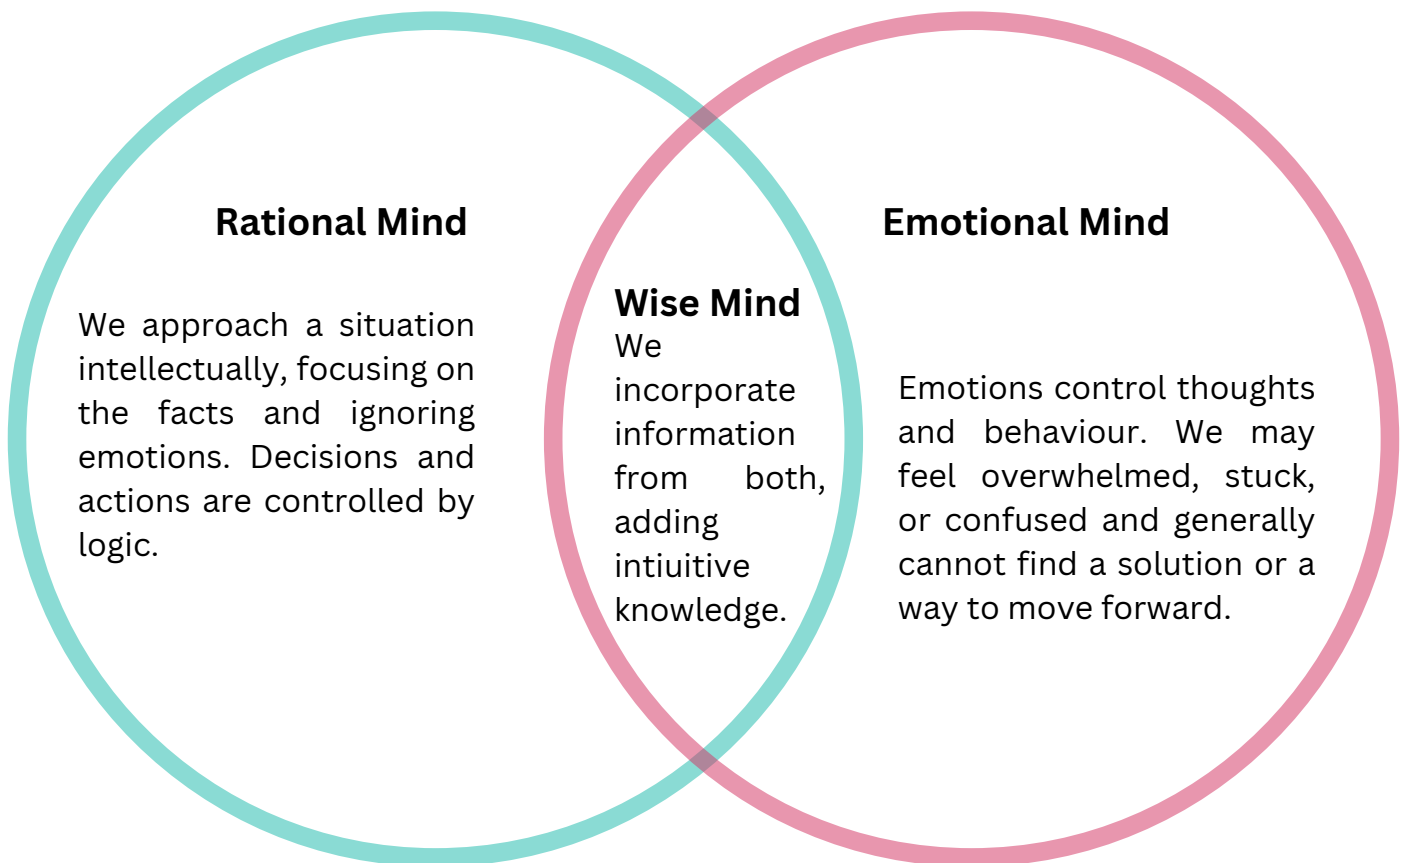 Rational Mind
We approach a situation
intellectually, focusing on
the facts and ignoring
emotions. Decisions and
actions are controlled by
logic.
Wise Mind
We
incorporate
information
from both,
adding
intiuitive
knowledge.
Emotional Mind
Emotions control thoughts
and behaviour. We may
feel overwhelmed, stuck,
or confused and generally
cannot find a solution or a
way to move forward.